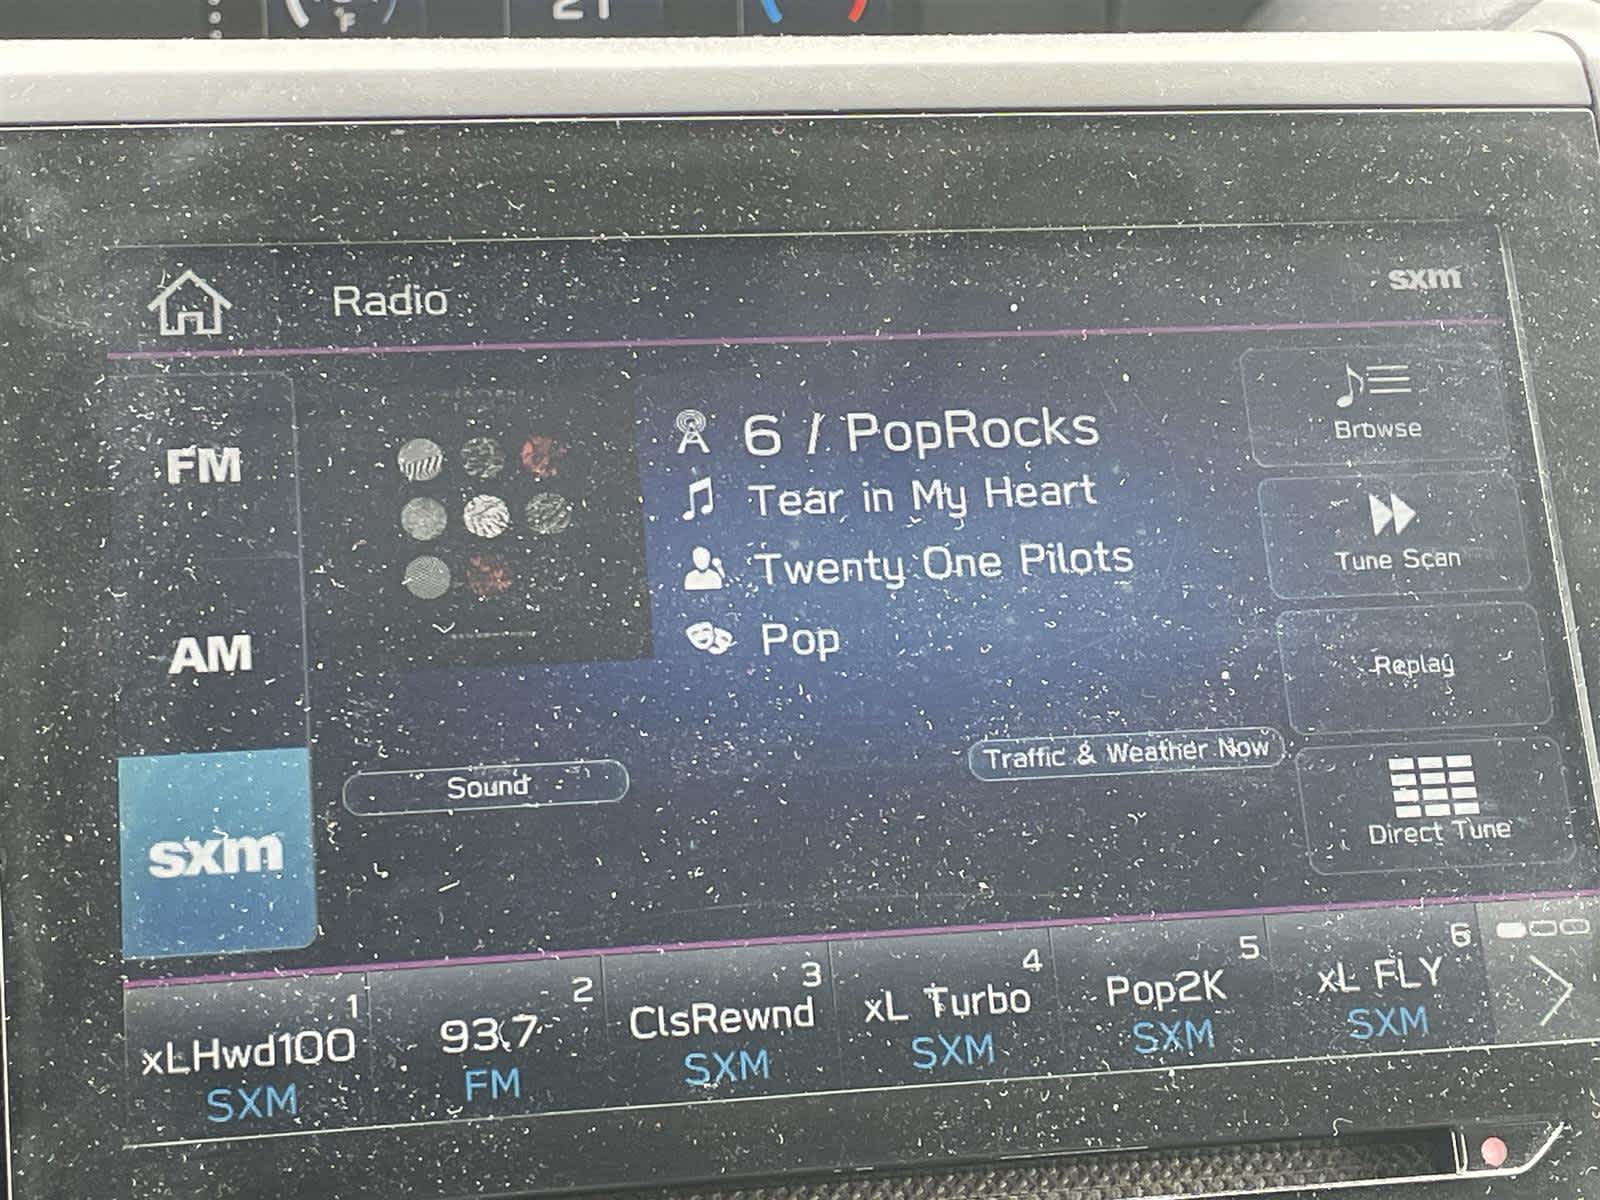 °F
21
Radio
sxm
FM
6 / PopRocks
Browse
Tear in My Heart
Tune Scan
Twenty One Pilots
AM
Pop
Replay
Sound
Traffic & Weather Now
Direct Tune
sxm
1
2
3
4
5
6
xLHwd100
93.7
ClsRewnd
xL Turbo
Pop2K
xL FLY
SXM
FM
SXM
SXM
SXM
SXM